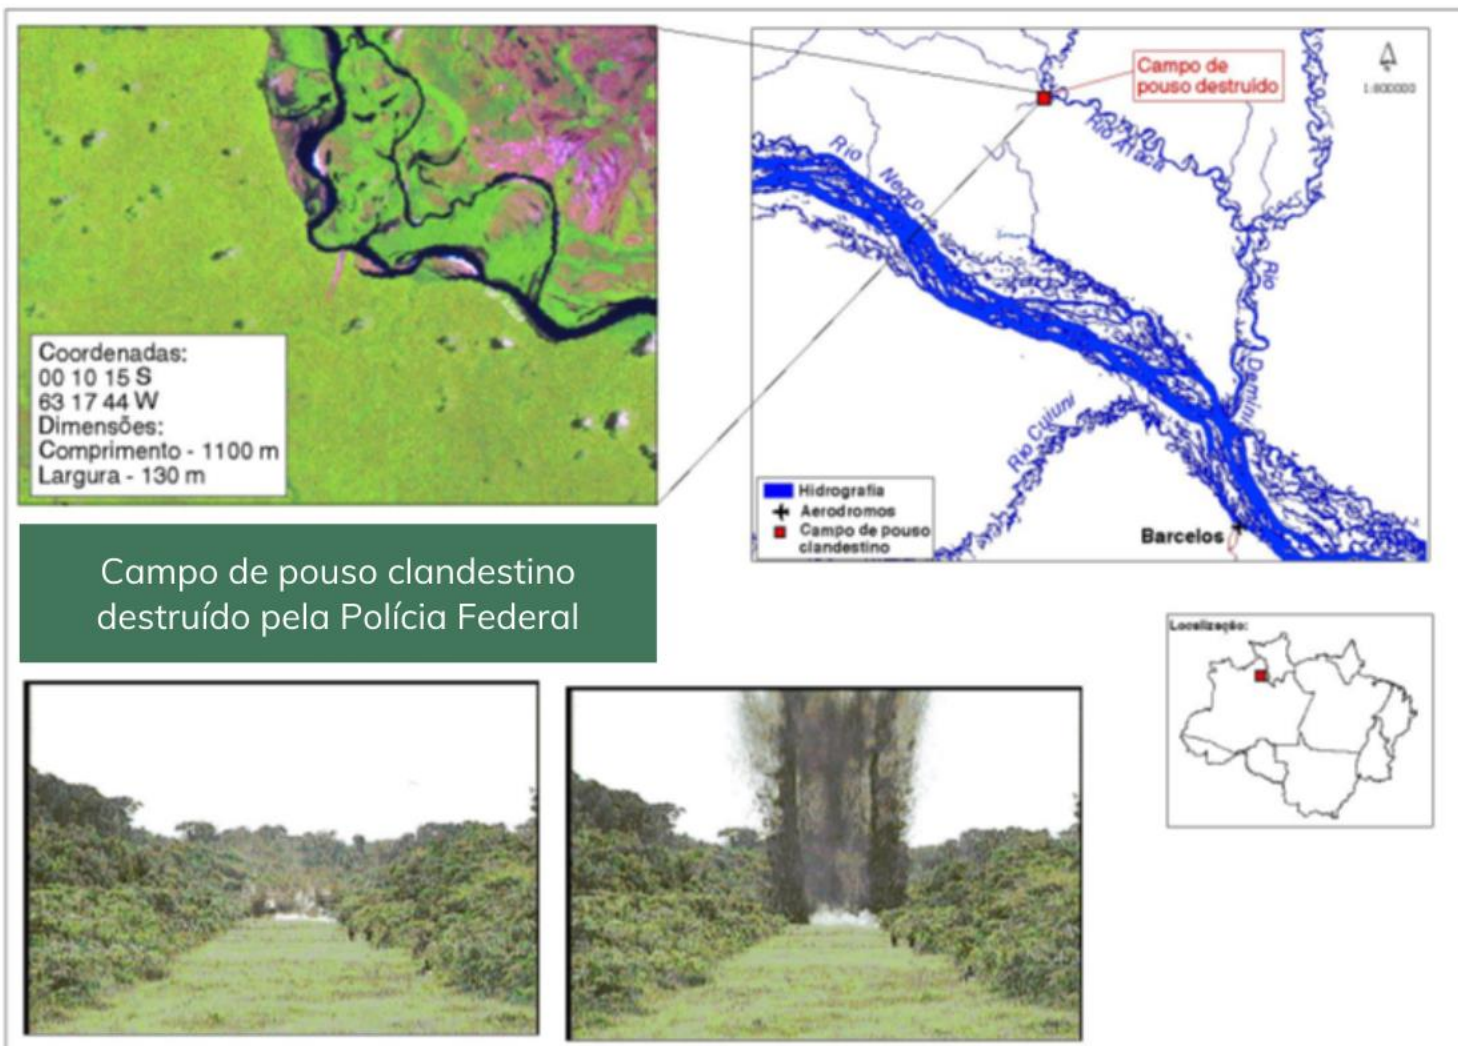 Coordenadas:
00 10 15 S
63 17 44 W
Dimensões:
Comprimento - 1100 m
Largura - 130 m
Campo de
pouso destruído
1:800000
Rio Araca
Rio Negro
Rio Demini
Rio Cuiuni
Hidrografia
Aerodromos
Campo de pouso
clandestino
Barcelos
Campo de pouso clandestino
destruído pela Polícia Federal
Localização: